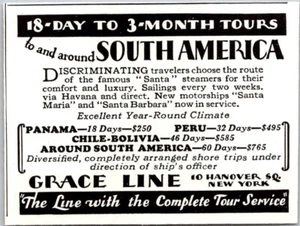 18-DAY TO 3-MONTH TOURS
to and around SOUTH AMERICA
DISCRIMINATING travelers choose the route
of the famous "Santa" steamers for their
comfort and luxury. Sailings every two weeks.
via Havana and direct. New motorships "Santa
Maria" and "Santa Barbara" now in service.
Excellent Year-Round Climate
PANAMA—18 Days—$250 PERU—32 Days—$495
CHILE-BOLIVIA—46 Days—$585
AROUND SOUTH AMERICA—60 Days—$765
Diversified, completely arranged shore trips under
direction of ship's officer
GRACE LINE 10 HANOVER SQ.
NEW YORK
"The Line with the Complete Tour Service"